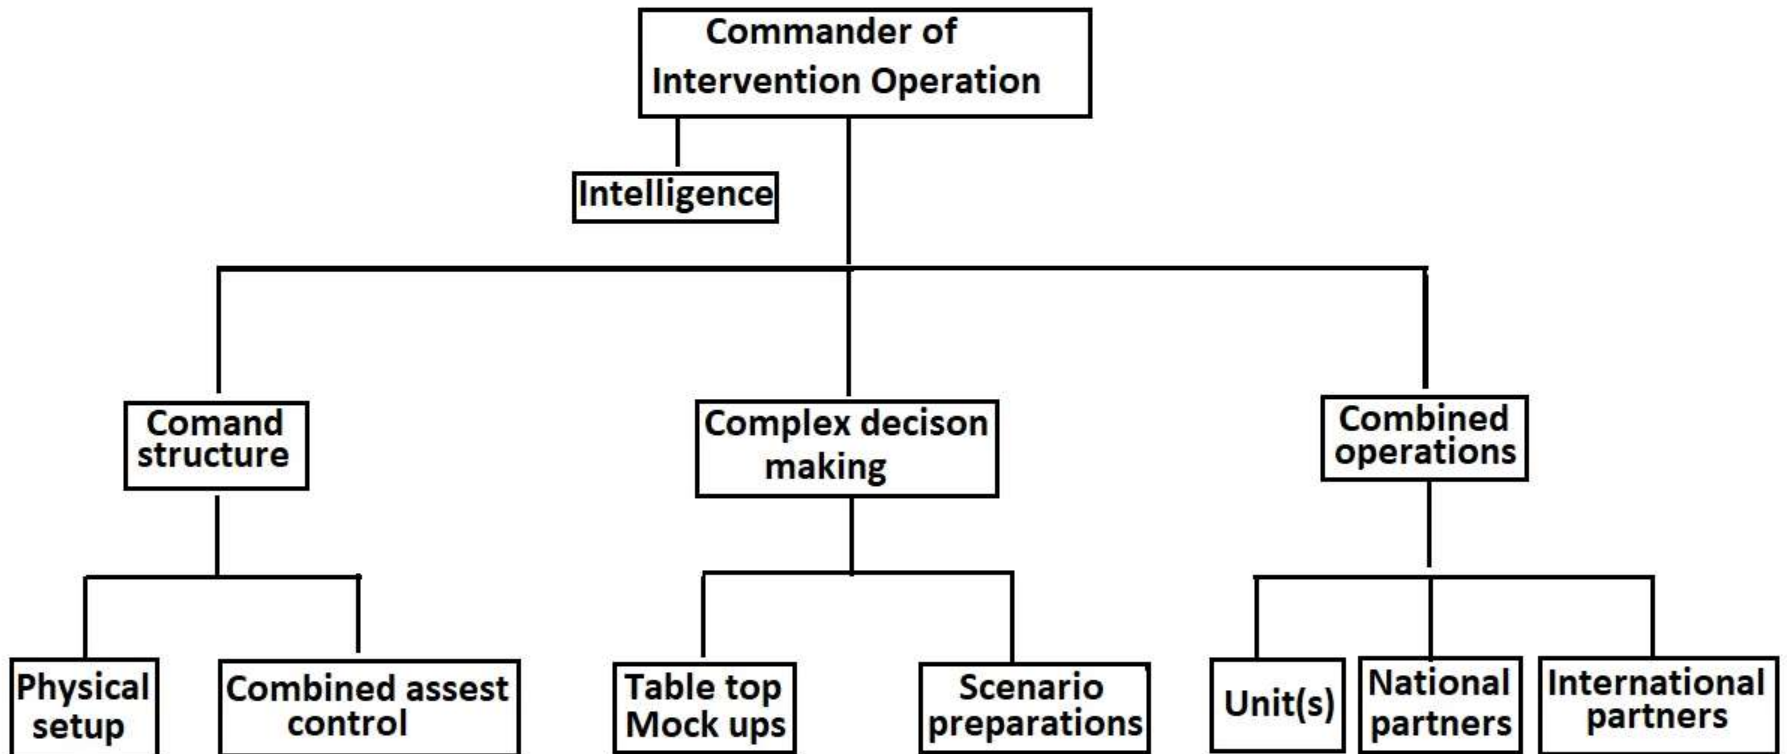 Commander of
Intervention Operation
Intelligence
Comand
structure
Complex decison
making
Combined
operations
Physical
setup
Combined assest
control
Table top
Mock ups
Scenario
preparations
Unit(s)
National
partners
International
partners